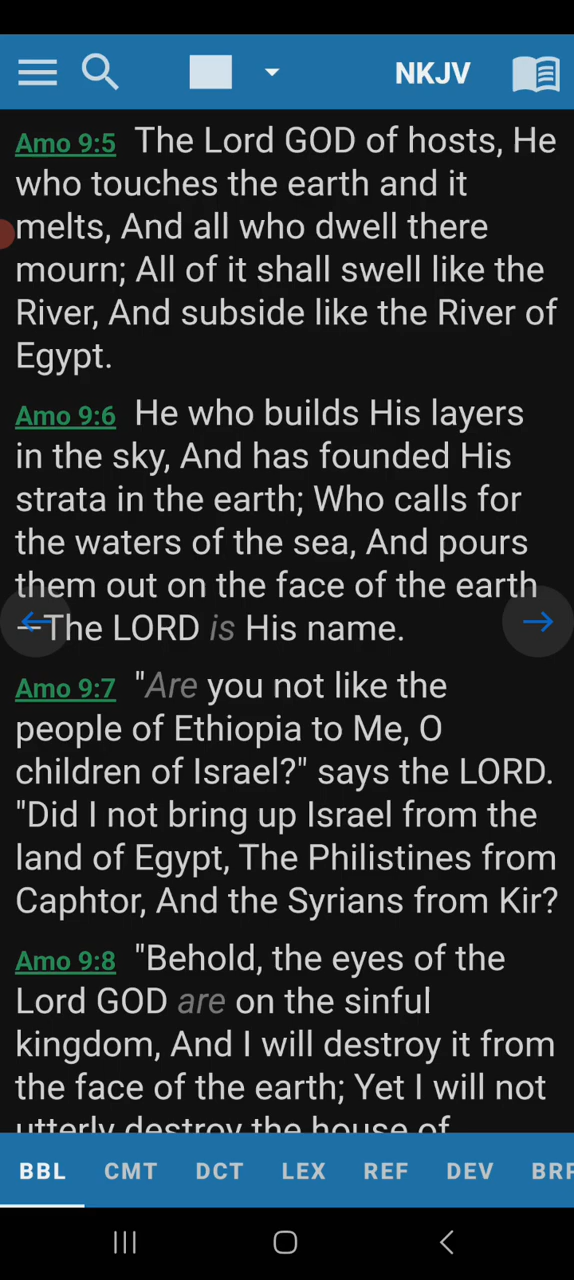 NKJV
Amo 9:5 The Lord GOD of hosts, He
who touches the earth and it
melts, And all who dwell there
mourn; All of it shall swell like the
River, And subside like the River of
Egypt.
Amo 9:6 He who builds His layers
in the sky, And has founded His
strata in the earth; Who calls for
the waters of the sea, And pours
them out on the face of the earth
—The LORD is His name.
Amo 9:7 "Are you not like the
people of Ethiopia to Me, O
children of Israel?" says the LORD.
"Did I not bring up Israel from the
land of Egypt, The Philistines from
Caphtor, And the Syrians from Kir?
Amo 9:8 "Behold, the eyes of the
Lord GOD are on the sinful
kingdom, And I will destroy it from
the face of the earth; Yet I will not
utterly destroy the house of
BBL CMT DCT LEX REF DEV BRP